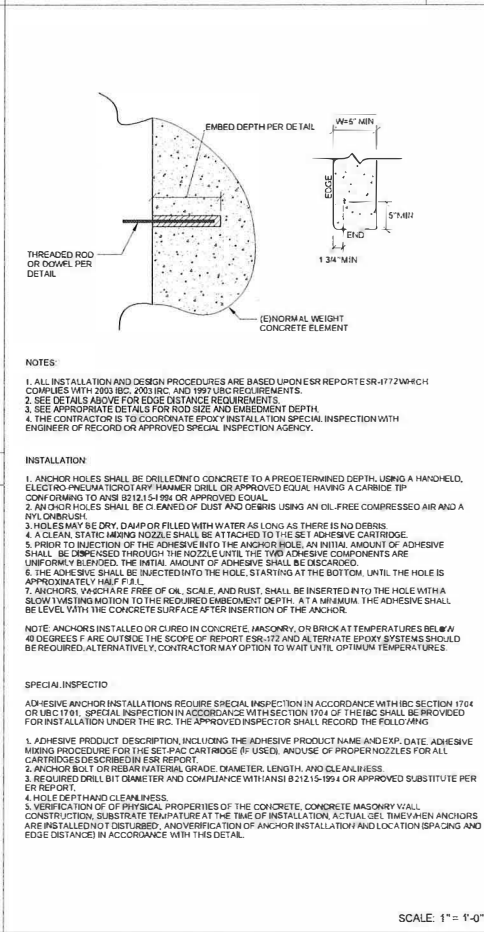 EMBED DEPTH PER DETAIL
W=6" MIN
EDGE
5"MIN
END
1 3/4"MIN
THREADED ROD
OR DOWEL PER
DETAIL
(E)NORMAL WEIGHT
CONCRETE ELEMENT
NOTES:
1. ALL INSTALLATION AND DESIGN PROCEDURES ARE BASED UPON ESR REPORT ESR-1772 WHICH
COMPLIES WITH 2003 IBC, 2003 IRC, AND 1997 UBC REQUIREMENTS.
2. SEE DETAILS ABOVE FOR EDGE DISTANCE REQUIREMENTS.
3. SEE APPROPRIATE DETAILS FOR ROD SIZE AND EMBEDMENT DEPTH.
4. THE CONTRACTOR IS TO COORDINATE EPOXY INSTALLATION SPECIAL INSPECTION WITH
ENGINEER OF RECORD OR APPROVED SPECIAL INSPECTION AGENCY.
INSTALLATION:
1. ANCHOR HOLES SHALL BE DRILLED INTO CONCRETE TO A PREDETERMINED DEPTH. USING A HANDHELD,
ELECTRO-PNEUMATIC ROTARY HAMMER DRILL OR APPROVED EQUAL HAVING A CARBIDE TIP
CONFORMING TO ANSI B212.15-1994 OR APPROVED EQUAL.
2. ANCHOR HOLES SHALL BE CLEANED OF DUST AND DEBRIS USING AN OIL-FREE COMPRESSED AIR AND A
NYLON BRUSH.
3. HOLES MAY BE DRY, DAMP OR FILLED WITH WATER AS LONG AS THERE IS NO DEBRIS.
4. A CLEAN, STATIC MIXING NOZZLE SHALL BE ATTACHED TO THE SET ADHESIVE CARTRIDGE.
5. PRIOR TO INJECTION OF THE ADHESIVE INTO THE ANCHOR HOLE, AN INITIAL AMOUNT OF ADHESIVE
SHALL BE DISPENSED THROUGH THE NOZZLE UNTIL THE TWO ADHESIVE COMPONENTS ARE
UNIFORMLY BLENDED. THE INITIAL AMOUNT OF ADHESIVE SHALL BE DISCARDED.
6. THE ADHESIVE SHALL BE INJECTED INTO THE HOLE, STARTING AT THE BOTTOM, UNTIL THE HOLE IS
APPROXIMATELY HALF FULL.
7. ANCHORS, WHICH ARE FREE OF OIL, SCALE, AND RUST, SHALL BE INSERTED INTO THE HOLE WITH A
SLOW TWISTING MOTION TO THE REQUIRED EMBEDMENT DEPTH. AT A MINIMUM, THE ADHESIVE SHALL
BE LEVEL WITH THE CONCRETE SURFACE AFTER INSERTION OF THE ANCHOR.
NOTE: ANCHORS INSTALLED OR CURED IN CONCRETE, MASONRY, OR BRICK AT TEMPERATURES BELOW
40 DEGREES F ARE OUTSIDE THE SCOPE OF REPORT ESR-172 AND ALTERNATE EPOXY SYSTEMS SHOULD
BE REQUIRED. ALTERNATIVELY, CONTRACTOR MAY OPTION TO WAIT UNTIL OPTIMUM TEMPERATURES.
SPECIAL INSPECTIO
ADHESIVE ANCHOR INSTALLATIONS REQUIRE SPECIAL INSPECTION IN ACCORDANCE WITH IBC SECTION 1704
OR UBC 1701. SPECIAL INSPECTION IN ACCORDANCE WITH SECTION 1704 OF THE IBC SHALL BE PROVIDED
FOR INSTALLATION UNDER THE IRC. THE APPROVED INSPECTOR SHALL RECORD THE FOLLOWING
1. ADHESIVE PRODUCT DESCRIPTION, INCLUDING THE ADHESIVE PRODUCT NAME AND EXP. DATE. ADHESIVE
MIXING PROCEDURE FOR THE SET-PAC CARTRIDGE (IF USED), AND USE OF PROPER NOZZLES FOR ALL
CARTRIDGES DESCRIBED IN ESR REPORT.
2. ANCHOR BOLT OR REBAR MATERIAL GRADE. DIAMETER. LENGTH. AND CLEANLINESS.
3. REQUIRED DRILL BIT DIAMETER AND COMPLIANCE WITH ANSI B212.15-1994 OR APPROVED SUBSTITUTE PER
ER REPORT.
4. HOLE DEPTH AND CLEANLINESS.
5. VERIFICATION OF OF PHYSICAL PROPERTIES OF THE CONCRETE, CONCRETE MASONRY WALL
CONSTRUCTION, SUBSTRATE TEMPATURE AT THE TIME OF INSTALLATION, ACTUAL GEL TIME WHEN ANCHORS
ARE INSTALLED NOT DISTURBED, AND VERIFICATION OF ANCHOR INSTALLATION AND LOCATION (SPACING AND
EDGE DISTANCE) IN ACCORDANCE WITH THIS DETAIL.
SCALE: 1" = 1'-0"